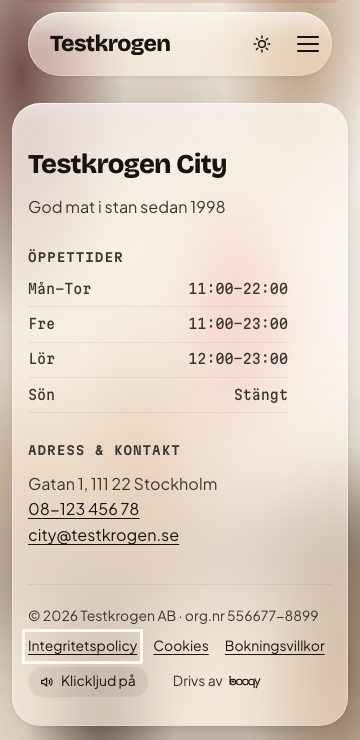 Testkrogen
Testkrogen City
God mat i stan sedan 1998
ÖPPETTIDER
Mån–Tor 11:00–22:00
Fre 11:00–23:00
Lör 12:00–23:00
Sön Stängt
ADRESS & KONTAKT
Gatan 1, 111 22 Stockholm
08-123 456 78
city@testkrogen.se
© 2026 Testkrogen AB · org.nr 556677-8899
Integritetspolicy Cookies Bokningsvillkor
Klickljud på Drivs av booqy